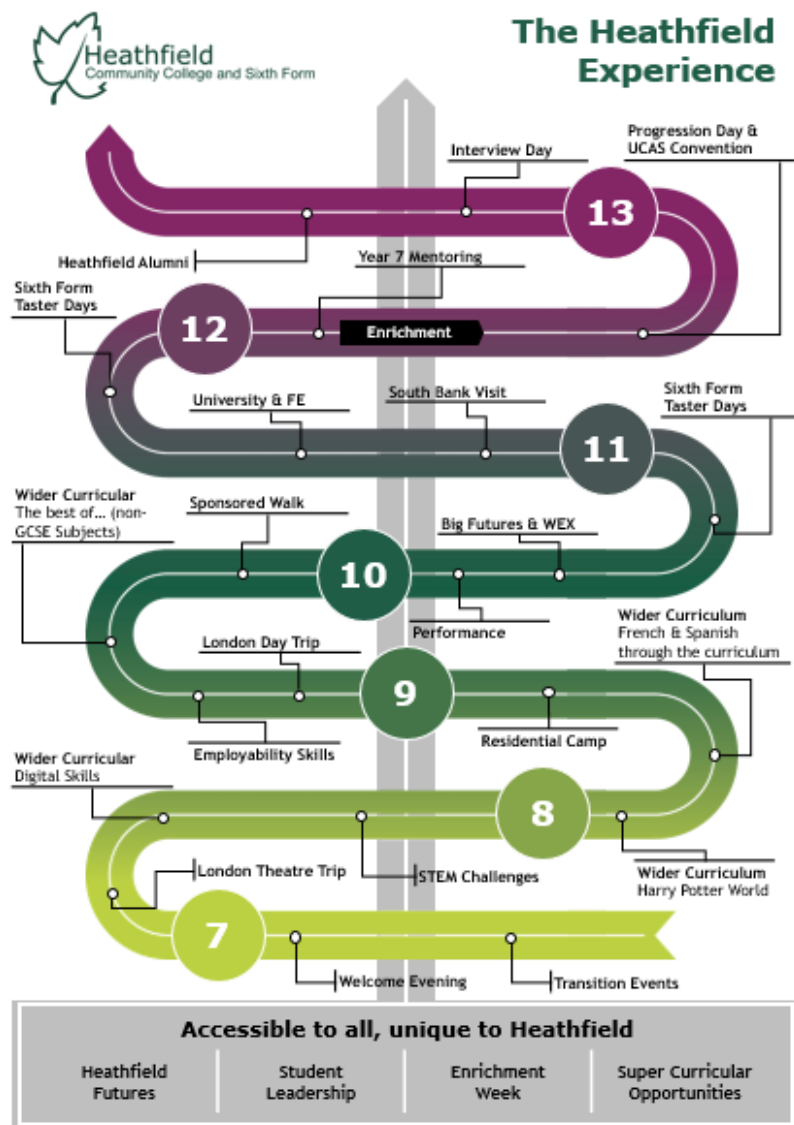 Heathfield
Community College and Sixth Form
The Heathfield
Experience
Progression Day &
UCAS Convention
Interview Day
13
Heathfield Alumni
Year 7 Mentoring
Sixth Form
Taster Days
12
Enrichment
University & FE
South Bank Visit
Sixth Form
Taster Days
11
Wider Curricular
The best of... (non-
GCSE Subjects)
Sponsored Walk
Big Futures & WEX
10
Performance
Wider Curriculum
French & Spanish
through the curriculum
London Day Trip
9
Employability Skills
Residential Camp
Wider Curricular
Digital Skills
8
London Theatre Trip
STEM Challenges
Wider Curriculum
Harry Potter World
7
Welcome Evening
Transition Events
Accessible to all, unique to Heathfield
Heathfield
Futures
Student
Leadership
Enrichment
Week
Super Curricular
Opportunities